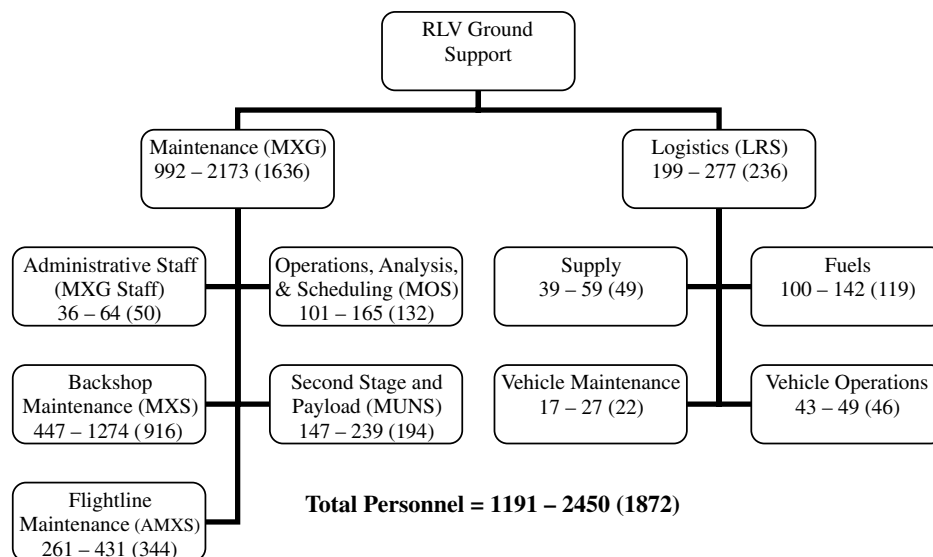 RLV Ground
Support
Maintenance (MXG)
992 – 2173 (1636)
Logistics (LRS)
199 – 277 (236)
Administrative Staff
(MXG Staff)
36 – 64 (50)
Operations, Analysis,
& Scheduling (MOS)
101 – 165 (132)
Supply
39 – 59 (49)
Fuels
100 – 142 (119)
Backshop
Maintenance (MXS)
447 – 1274 (916)
Second Stage and
Payload (MUNS)
147 – 239 (194)
Vehicle Maintenance
17 – 27 (22)
Vehicle Operations
43 – 49 (46)
Flightline
Maintenance (AMXS)
261 – 431 (344)
Total Personnel = 1191 – 2450 (1872)